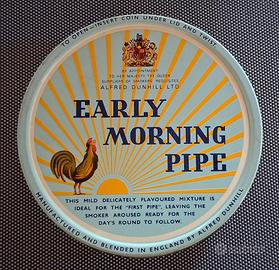 TO OPEN - INSERT COIN UNDER LID AND TWIST
BY APPOINTMENT
TO HER MAJESTY THE QUEEN
SUPPLIERS OF SMOKERS REQUISITES
ALFRED DUNHILL LTD
EARLY
MORNING
PIPE
THIS MILD DELICATELY FLAVOURED MIXTURE IS
IDEAL FOR THE "FIRST PIPE", LEAVING THE
SMOKER AROUSED READY FOR THE
DAY'S ROUND TO FOLLOW.
MANUFACTURED AND BLENDED IN ENGLAND BY ALFRED DUNHILL